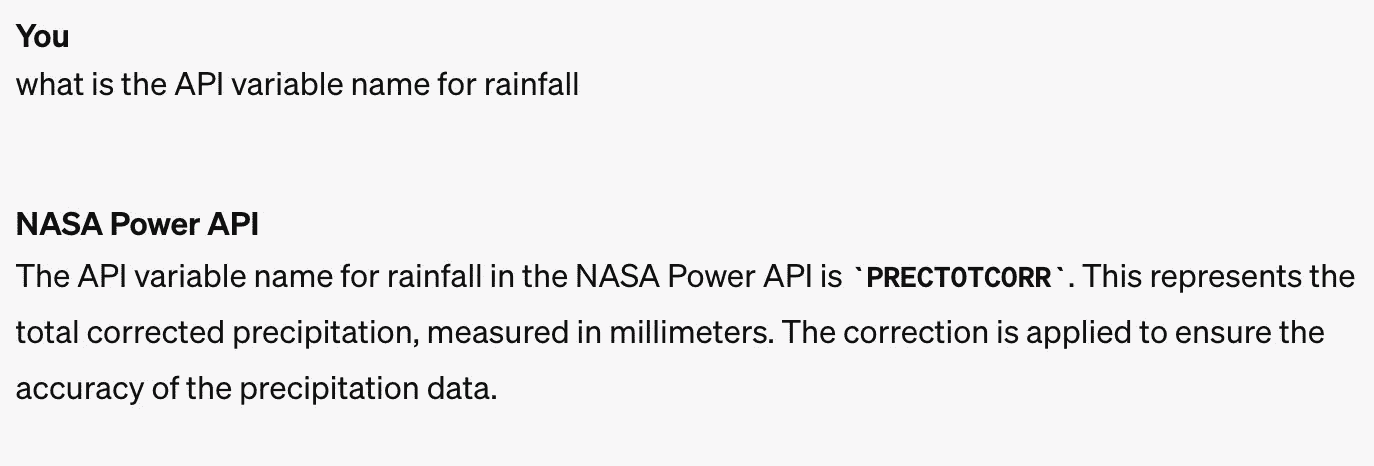 You
what is the API variable name for rainfall
NASA Power API
The API variable name for rainfall in the NASA Power API is `PRECTOTCORR`. This represents the
total corrected precipitation, measured in millimeters. The correction is applied to ensure the
accuracy of the precipitation data.